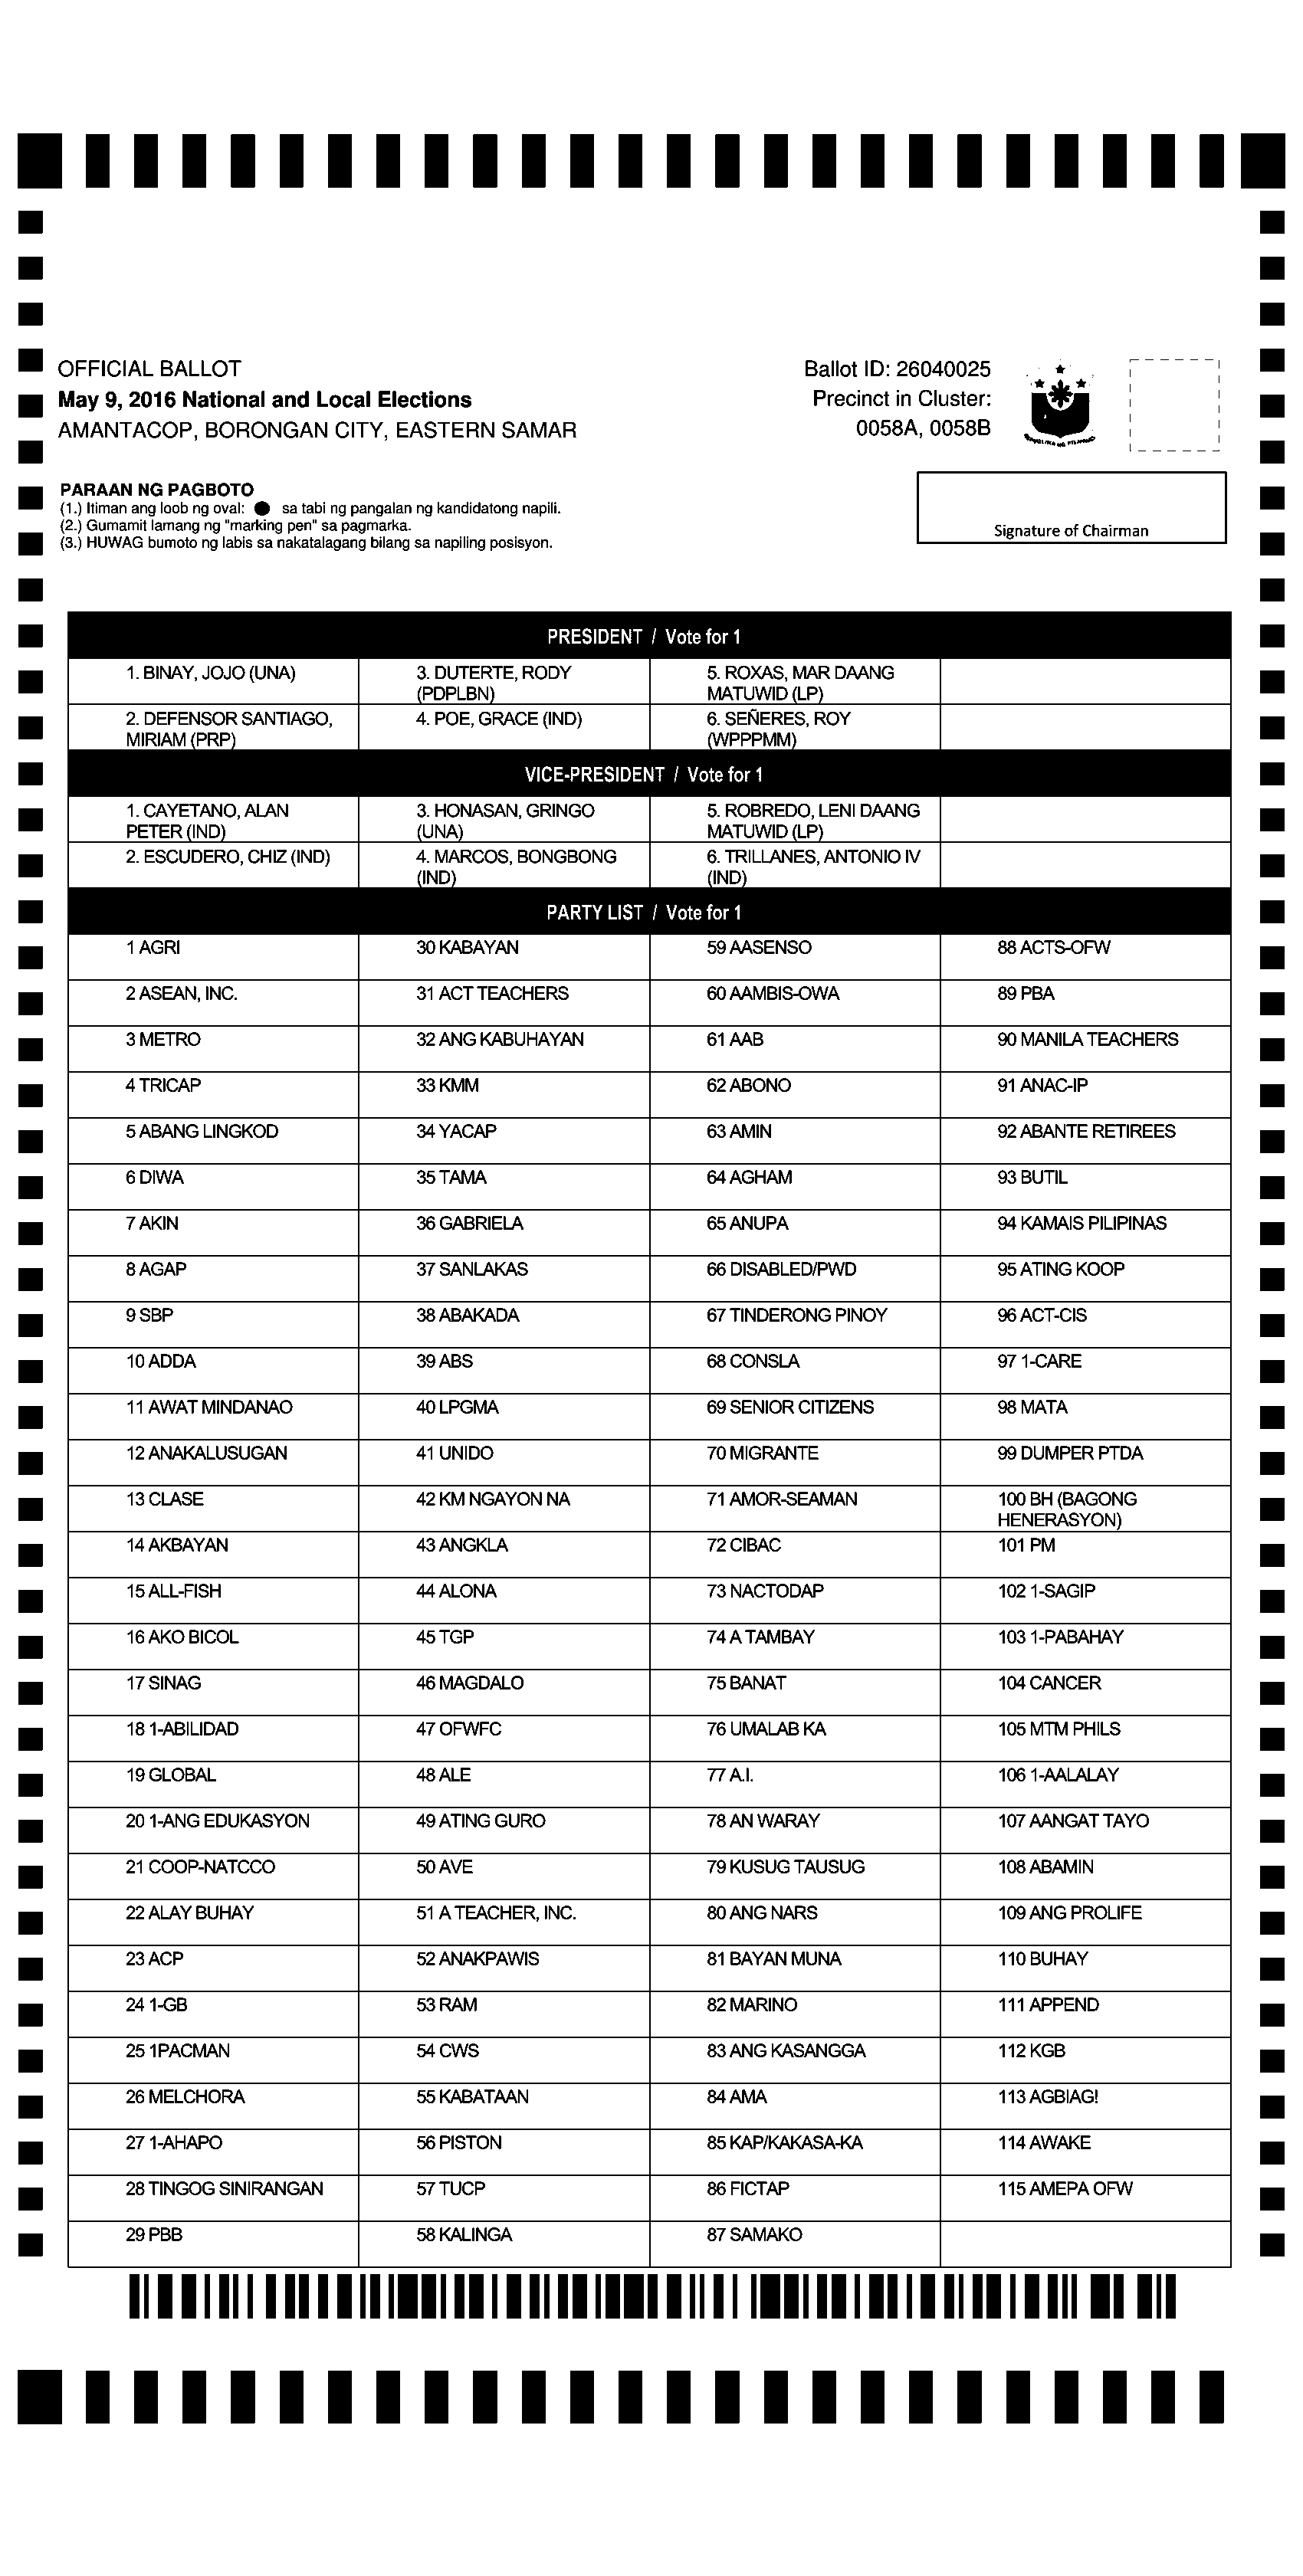 OFFICIAL BALLOT
May 9, 2016 National and Local Elections
AMANTACOP, BORONGAN CITY, EASTERN SAMAR
Ballot ID: 26040025
Precinct in Cluster:
0058A, 0058B
REPUBLIKA NG PILIPINAS
PARAAN NG PAGBOTO
(1.) Itiman ang loob ng oval: sa tabi ng pangalan ng kandidatong napili.
(2.) Gumamit lamang ng "marking pen" sa pagmarka.
(3.) HUWAG bumoto ng labis sa nakatalagang bilang sa napiling posisyon.
Signature of Chairman
PRESIDENT / Vote for 1
1. BINAY, JOJO (UNA)
2. DEFENSOR SANTIAGO,
MIRIAM (PRP)
3. DUTERTE, RODY
(PDPLBN)
4. POE, GRACE (IND)
5. ROXAS, MAR DAANG
MATUWID (LP)
6. SEÑERES, ROY
(WPPPMM)
VICE-PRESIDENT / Vote for 1
1. CAYETANO, ALAN
PETER (IND)
2. ESCUDERO, CHIZ (IND)
3. HONASAN, GRINGO
(UNA)
4. MARCOS, BONGBONG
(IND)
5. ROBREDO, LENI DAANG
MATUWID (LP)
6. TRILLANES, ANTONIO IV
(IND)
PARTY LIST / Vote for 1
1 AGRI
2 ASEAN, INC.
3 METRO
4 TRICAP
5 ABANG LINGKOD
6 DIWA
7 AKIN
8 AGAP
9 SBP
10 ADDA
11 AWAT MINDANAO
12 ANAKALUSUGAN
13 CLASE
14 AKBAYAN
15 ALL-FISH
16 AKO BICOL
17 SINAG
18 1-ABILIDAD
19 GLOBAL
20 1-ANG EDUKASYON
21 COOP-NATCCO
22 ALAY BUHAY
23 ACP
24 1-GB
25 1PACMAN
26 MELCHORA
27 1-AHAPO
28 TINGOG SINIRANGAN
29 PBB
30 KABAYAN
31 ACT TEACHERS
32 ANG KABUHAYAN
33 KMM
34 YACAP
35 TAMA
36 GABRIELA
37 SANLAKAS
38 ABAKADA
39 ABS
40 LPGMA
41 UNIDO
42 KM NGAYON NA
43 ANGKLA
44 ALONA
45 TGP
46 MAGDALO
47 OFWFC
48 ALE
49 ATING GURO
50 AVE
51 A TEACHER, INC.
52 ANAKPAWIS
53 RAM
54 CWS
55 KABATAAN
56 PISTON
57 TUCP
58 KALINGA
59 AASENSO
60 AAMBIS-OWA
61 AAB
62 ABONO
63 AMIN
64 AGHAM
65 ANUPA
66 DISABLED/PWD
67 TINDERONG PINOY
68 CONSLA
69 SENIOR CITIZENS
70 MIGRANTE
71 AMOR-SEAMAN
72 CIBAC
73 NACTODAP
74 A TAMBAY
75 BANAT
76 UMALAB KA
77 A.I.
78 AN WARAY
79 KUSUG TAUSUG
80 ANG NARS
81 BAYAN MUNA
82 MARINO
83 ANG KASANGGA
84 AMA
85 KAP/KAKASA-KA
86 FICTAP
87 SAMAKO
88 ACTS-OFW
89 PBA
90 MANILA TEACHERS
91 ANAC-IP
92 ABANTE RETIREES
93 BUTIL
94 KAMAIS PILIPINAS
95 ATING KOOP
96 ACT-CIS
97 1-CARE
98 MATA
99 DUMPER PTDA
100 BH (BAGONG
HENERASYON)
101 PM
102 1-SAGIP
103 1-PABAHAY
104 CANCER
105 MTM PHILS
106 1-AALALAY
107 AANGAT TAYO
108 ABAMIN
109 ANG PROLIFE
110 BUHAY
111 APPEND
112 KGB
113 AGBIAG!
114 AWAKE
115 AMEPA OFW